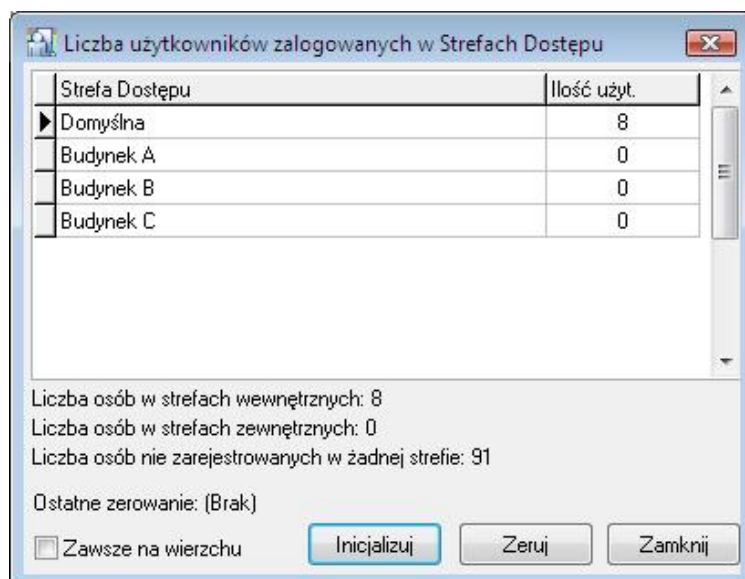 Liczba użytkowników zalogowanych w Strefach Dostępu
Strefa Dostępu Ilość użyt.
Domyślna 8
Budynek A 0
Budynek B 0
Budynek C 0
Liczba osób w strefach wewnętrznych: 8
Liczba osób w strefach zewnętrznych: 0
Liczba osób nie zarejestrowanych w żadnej strefie: 91
Ostatne zerowanie: (Brak)
Zawsze na wierzchu Inicjalizuj Zeruj Zamknij